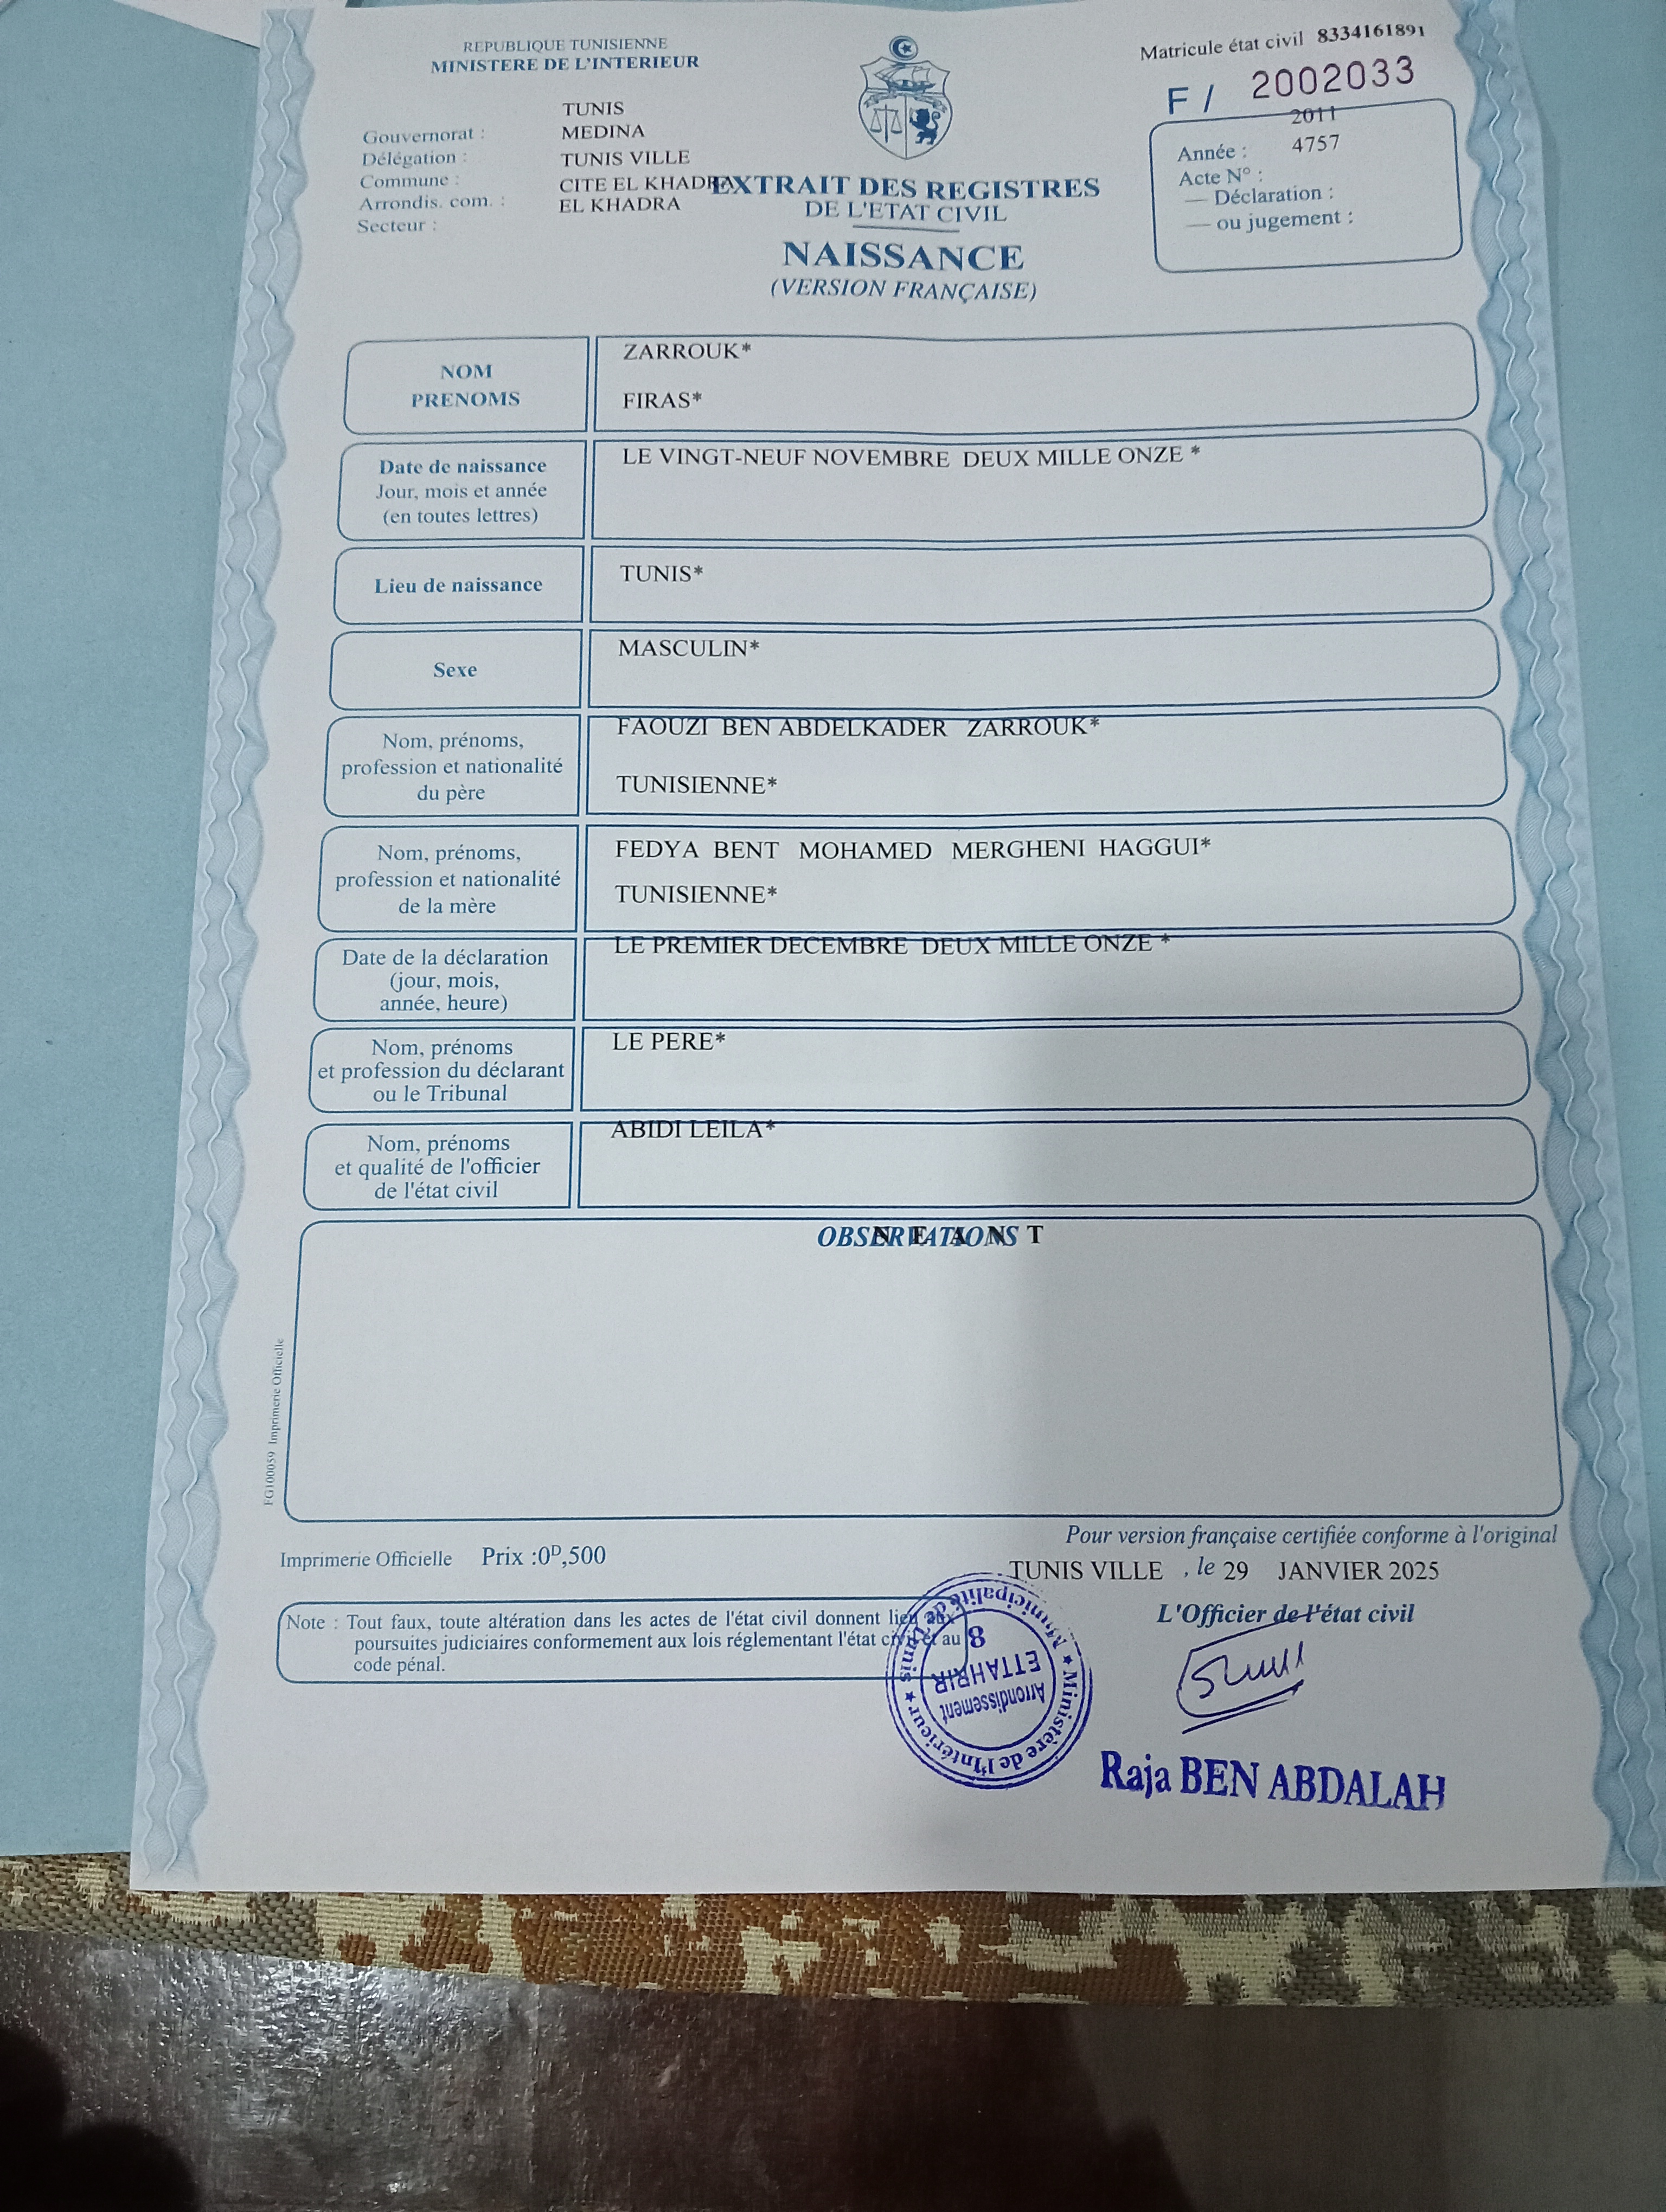 REPUBLIQUE TUNISIENNE
MINISTERE DE L'INTERIEUR
Matricule état civil 8334161891
F / 2002033
Gouvernorat : TUNIS
Délégation : MEDINA
Commune : TUNIS VILLE
Arrondis. com. : CITE EL KHADRA
Secteur : EL KHADRA
EXTRAIT DES REGISTRES
DE L'ETAT CIVIL
NAISSANCE
(VERSION FRANÇAISE)
Année : 2011
Acte N° : 4757
— Déclaration :
— ou jugement :
NOM ZARROUK*
PRENOMS FIRAS*
Date de naissance LE VINGT-NEUF NOVEMBRE DEUX MILLE ONZE *
Jour, mois et année
(en toutes lettres)
Lieu de naissance TUNIS*
Sexe MASCULIN*
Nom, prénoms, FAOUZI BEN ABDELKADER ZARROUK*
profession et nationalité TUNISIENNE*
du père
Nom, prénoms, FEDYA BENT MOHAMED MERGHENI HAGGUI*
profession et nationalité TUNISIENNE*
de la mère
Date de la déclaration LE PREMIER DECEMBRE DEUX MILLE ONZE *
(jour, mois,
année, heure)
Nom, prénoms LE PERE*
et profession du déclarant
ou le Tribunal
Nom, prénoms ABIDI LEILA*
et qualité de l'officier
de l'état civil
OBSERVATIONS
N E A N T
FG100059 Imprimerie Officielle
Pour version française certifiée conforme à l'original
Imprimerie Officielle Prix :0D,500
TUNIS VILLE , le 29 JANVIER 2025
L'Officier de l'état civil
Note : Tout faux, toute altération dans les actes de l'état civil donnent lieu aux
poursuites judiciaires conformement aux lois réglementant l'état civil et au
code pénal.
★ Ministère de l'Intérieur ★ Municipalité de Tunis
Arrondissement
ETTAHRIR
8
Raja BEN ABDALAH